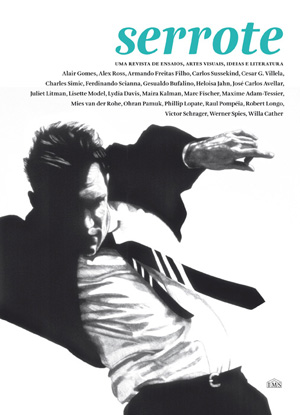 serrote
UMA REVISTA DE ENSAIOS, ARTES VISUAIS, IDEIAS E LITERATURA
Alair Gomes, Alex Ross, Armando Freitas Filho, Carlos Sussekind, Cesar G. Villela,
Charles Simic, Ferdinando Scianna, Gesualdo Bufalino, Heloisa Jahn, José Carlos Avellar,
Juliet Litman, Lisette Model, Lydia Davis, Maira Kalman, Marc Fischer, Maxime Adam-Tessier,
Mies van der Rohe, Ohran Pamuk, Phillip Lopate, Raul Pompéia, Robert Longo,
Victor Schrager, Werner Spies, Willa Cather
IMS